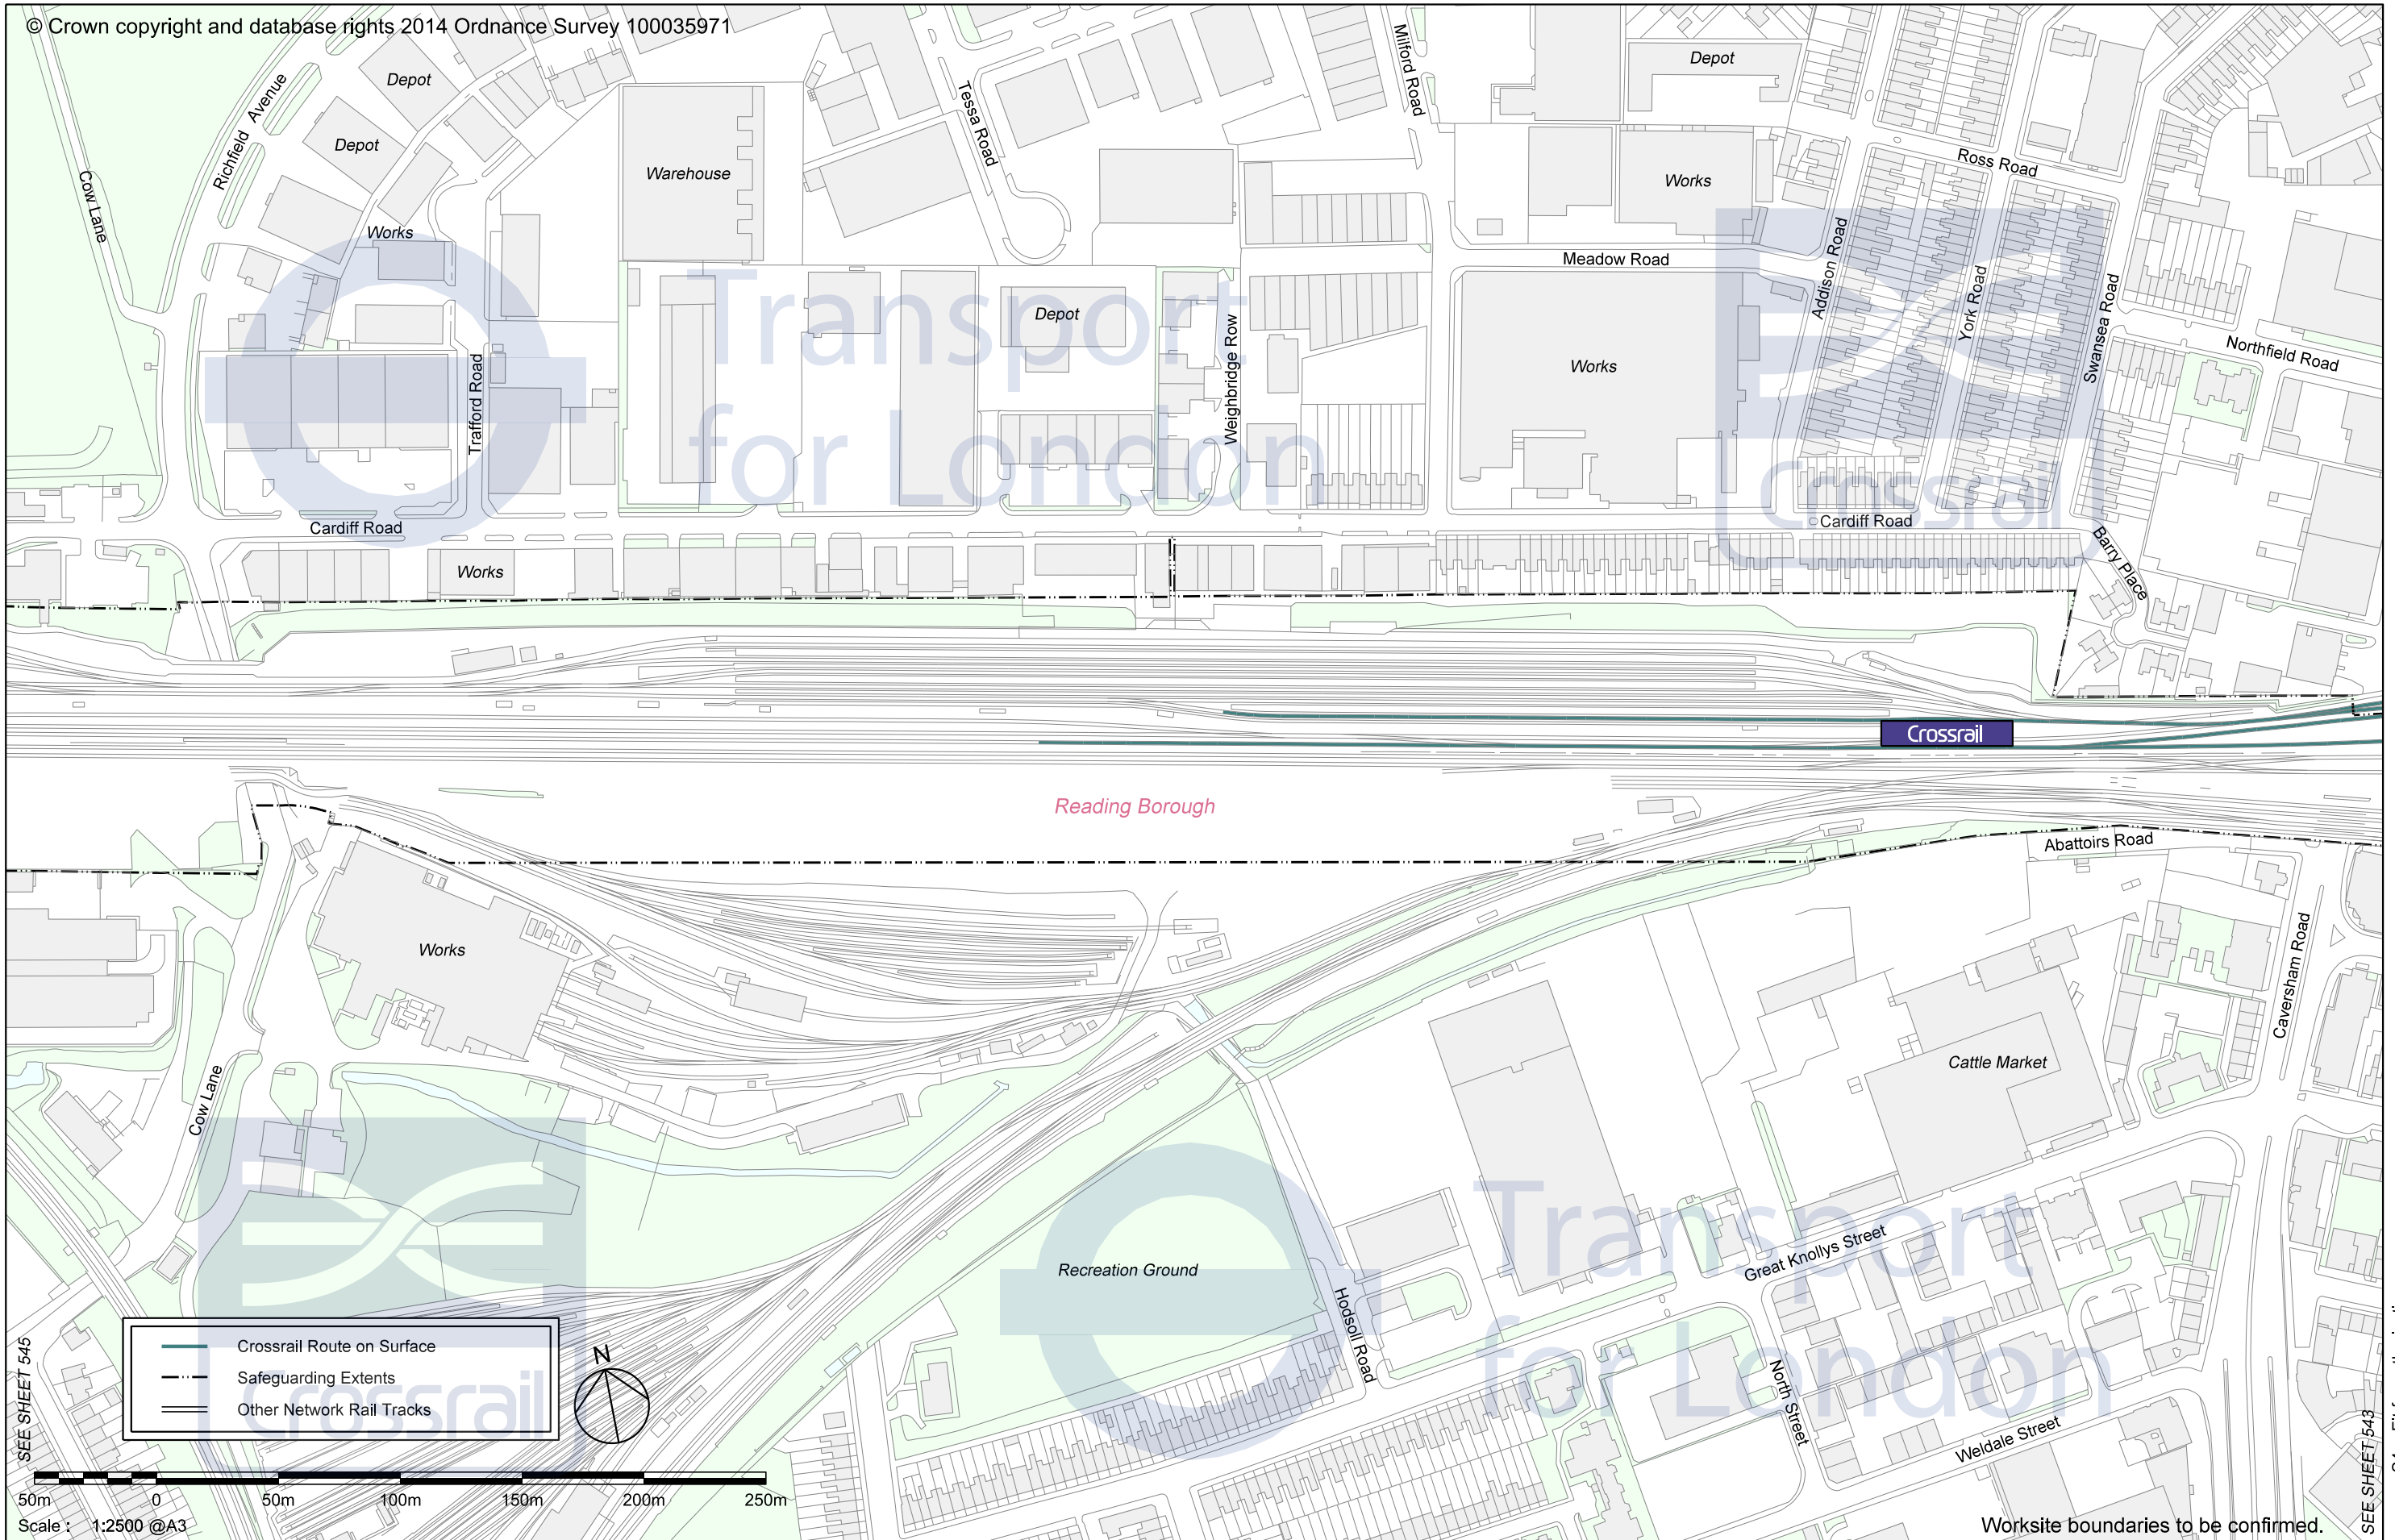 © Crown copyright and database rights 2014 Ordnance Survey 100035971
Richfield Avenue
Depot
Depot
Cow Lane
Works
Warehouse
Tessa Road
Milford Road
Depot
Works
Ross Road
Meadow Road
Addison Road
York Road
Swansea Road
Northfield Road
Trafford Road
Depot
Weighbridge Row
Works
Transport
for London
Crossrail
Cardiff Road
Cardiff Road
Works
Barry Place
Crossrail
Reading Borough
Abattoirs Road
Works
Caversham Road
Cattle Market
Cow Lane
Recreation Ground
Hodsoll Road
Great Knollys Street
North Street
Weldale Street
Transport
for London
Crossrail
Crossrail Route on Surface
Safeguarding Extents
Other Network Rail Tracks
N
SEE SHEET 545
SEE SHEET 543
50m 0 50m 100m 150m 200m 250m
Scale : 1:2500 @A3
Worksite boundaries to be confirmed.